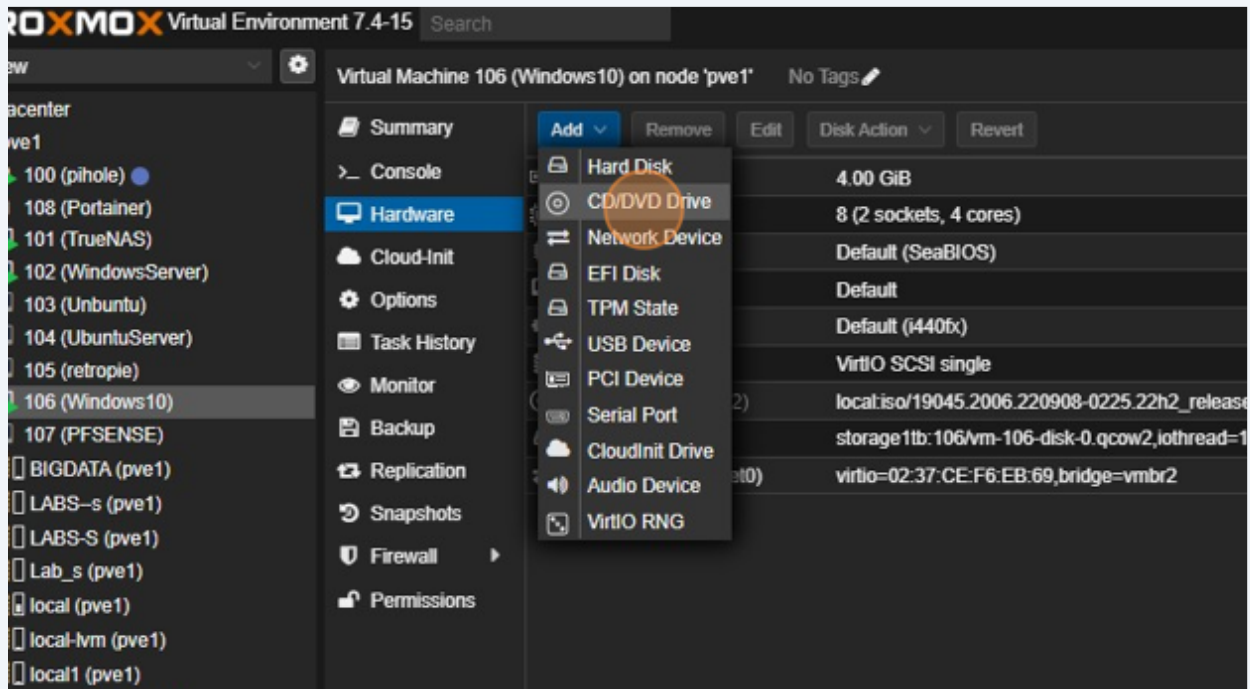 ROXMOX Virtual Environment 7.4-15 Search
ew
Virtual Machine 106 (Windows10) on node 'pve1' No Tags
acenter
ve1
100 (pihole)
108 (Portainer)
101 (TrueNAS)
102 (WindowsServer)
103 (Unbuntu)
104 (UbuntuServer)
105 (retropie)
106 (Windows10)
107 (PFSENSE)
BIGDATA (pve1)
LABS--s (pve1)
LABS-S (pve1)
Lab_s (pve1)
local (pve1)
local-lvm (pve1)
local1 (pve1)
Summary
Console
Hardware
Cloud-Init
Options
Task History
Monitor
Backup
Replication
Snapshots
Firewall
Permissions
Add Remove Edit Disk Action Revert
Hard Disk
CD/DVD Drive
Network Device
EFI Disk
TPM State
USB Device
PCI Device
Serial Port
CloudInit Drive
Audio Device
VirtIO RNG
4.00 GiB
8 (2 sockets, 4 cores)
Default (SeaBIOS)
Default
Default (i440fx)
VirtIO SCSI single
2) local:iso/19045.2006.220908-0225.22h2_release
storage1tb:106/vm-106-disk-0.qcow2,iothread=1
et0) virtio=02:37:CE:F6:EB:69,bridge=vmbr2